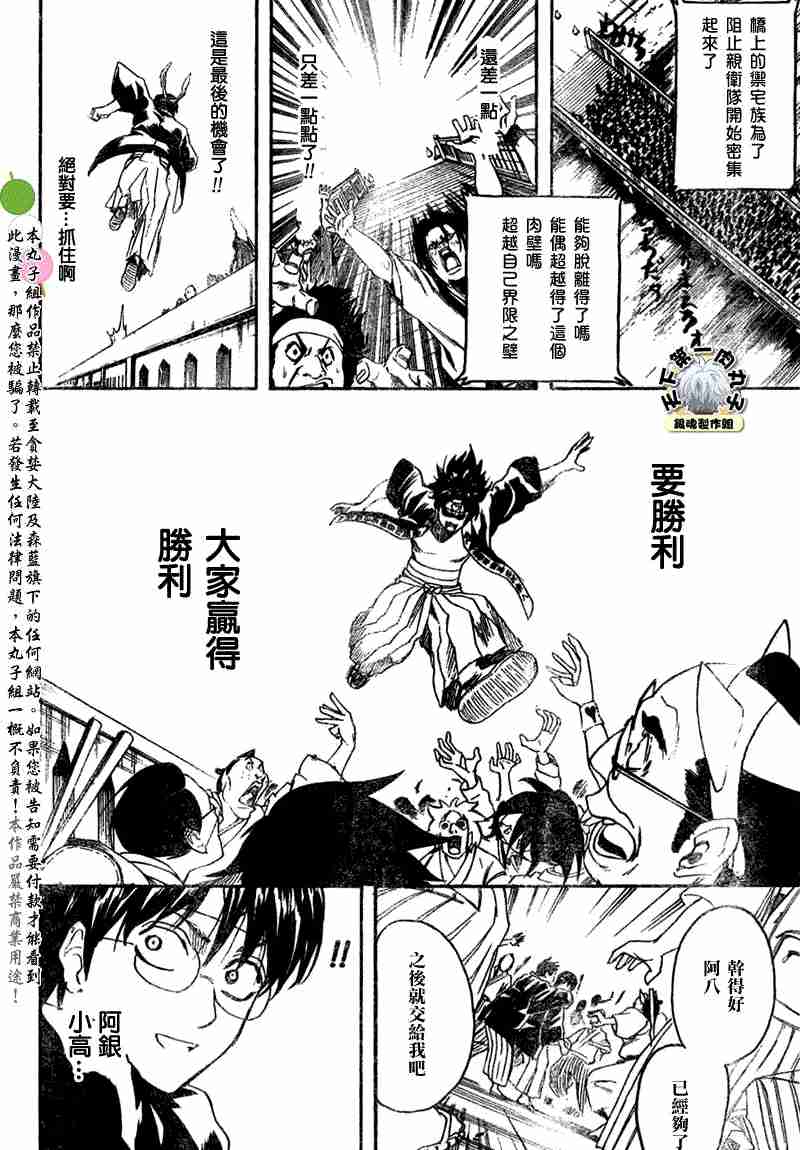 橋上的禦宅族為了
阻止親衛隊開始密集
起來了
還差一點
只差一點點了!!
能夠脫離得了嗎
能偶超越得了這個
肉壁嗎
超越自己界限之壁
這是最後的機會了!!
絕對要…抓住啊
天下第一肉丸子
銀魂製作組
要勝利
大家贏得
勝利
幹得好
阿八
已經夠了
之後就交給我吧
!!
阿銀
小高…
本丸子組作品禁止轉載至貪婪大陸及森藍旗下的任何網站。如果您被告知需要付款才能看到
此漫畫，那麼您被騙了。若發生任何法律問題，本丸子組一概不負責！本作品嚴禁商業用途！